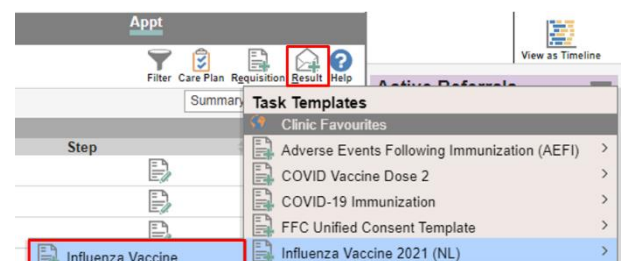 Appt
View as Timeline
Filter Care Plan Requisition Result Help
Active Referrals
Summary
Task Templates
Clinic Favourites
Step
Adverse Events Following Immunization (AEFI)
COVID Vaccine Dose 2
COVID-19 Immunization
FFC Unified Consent Template
Influenza Vaccine
Influenza Vaccine 2021 (NL)